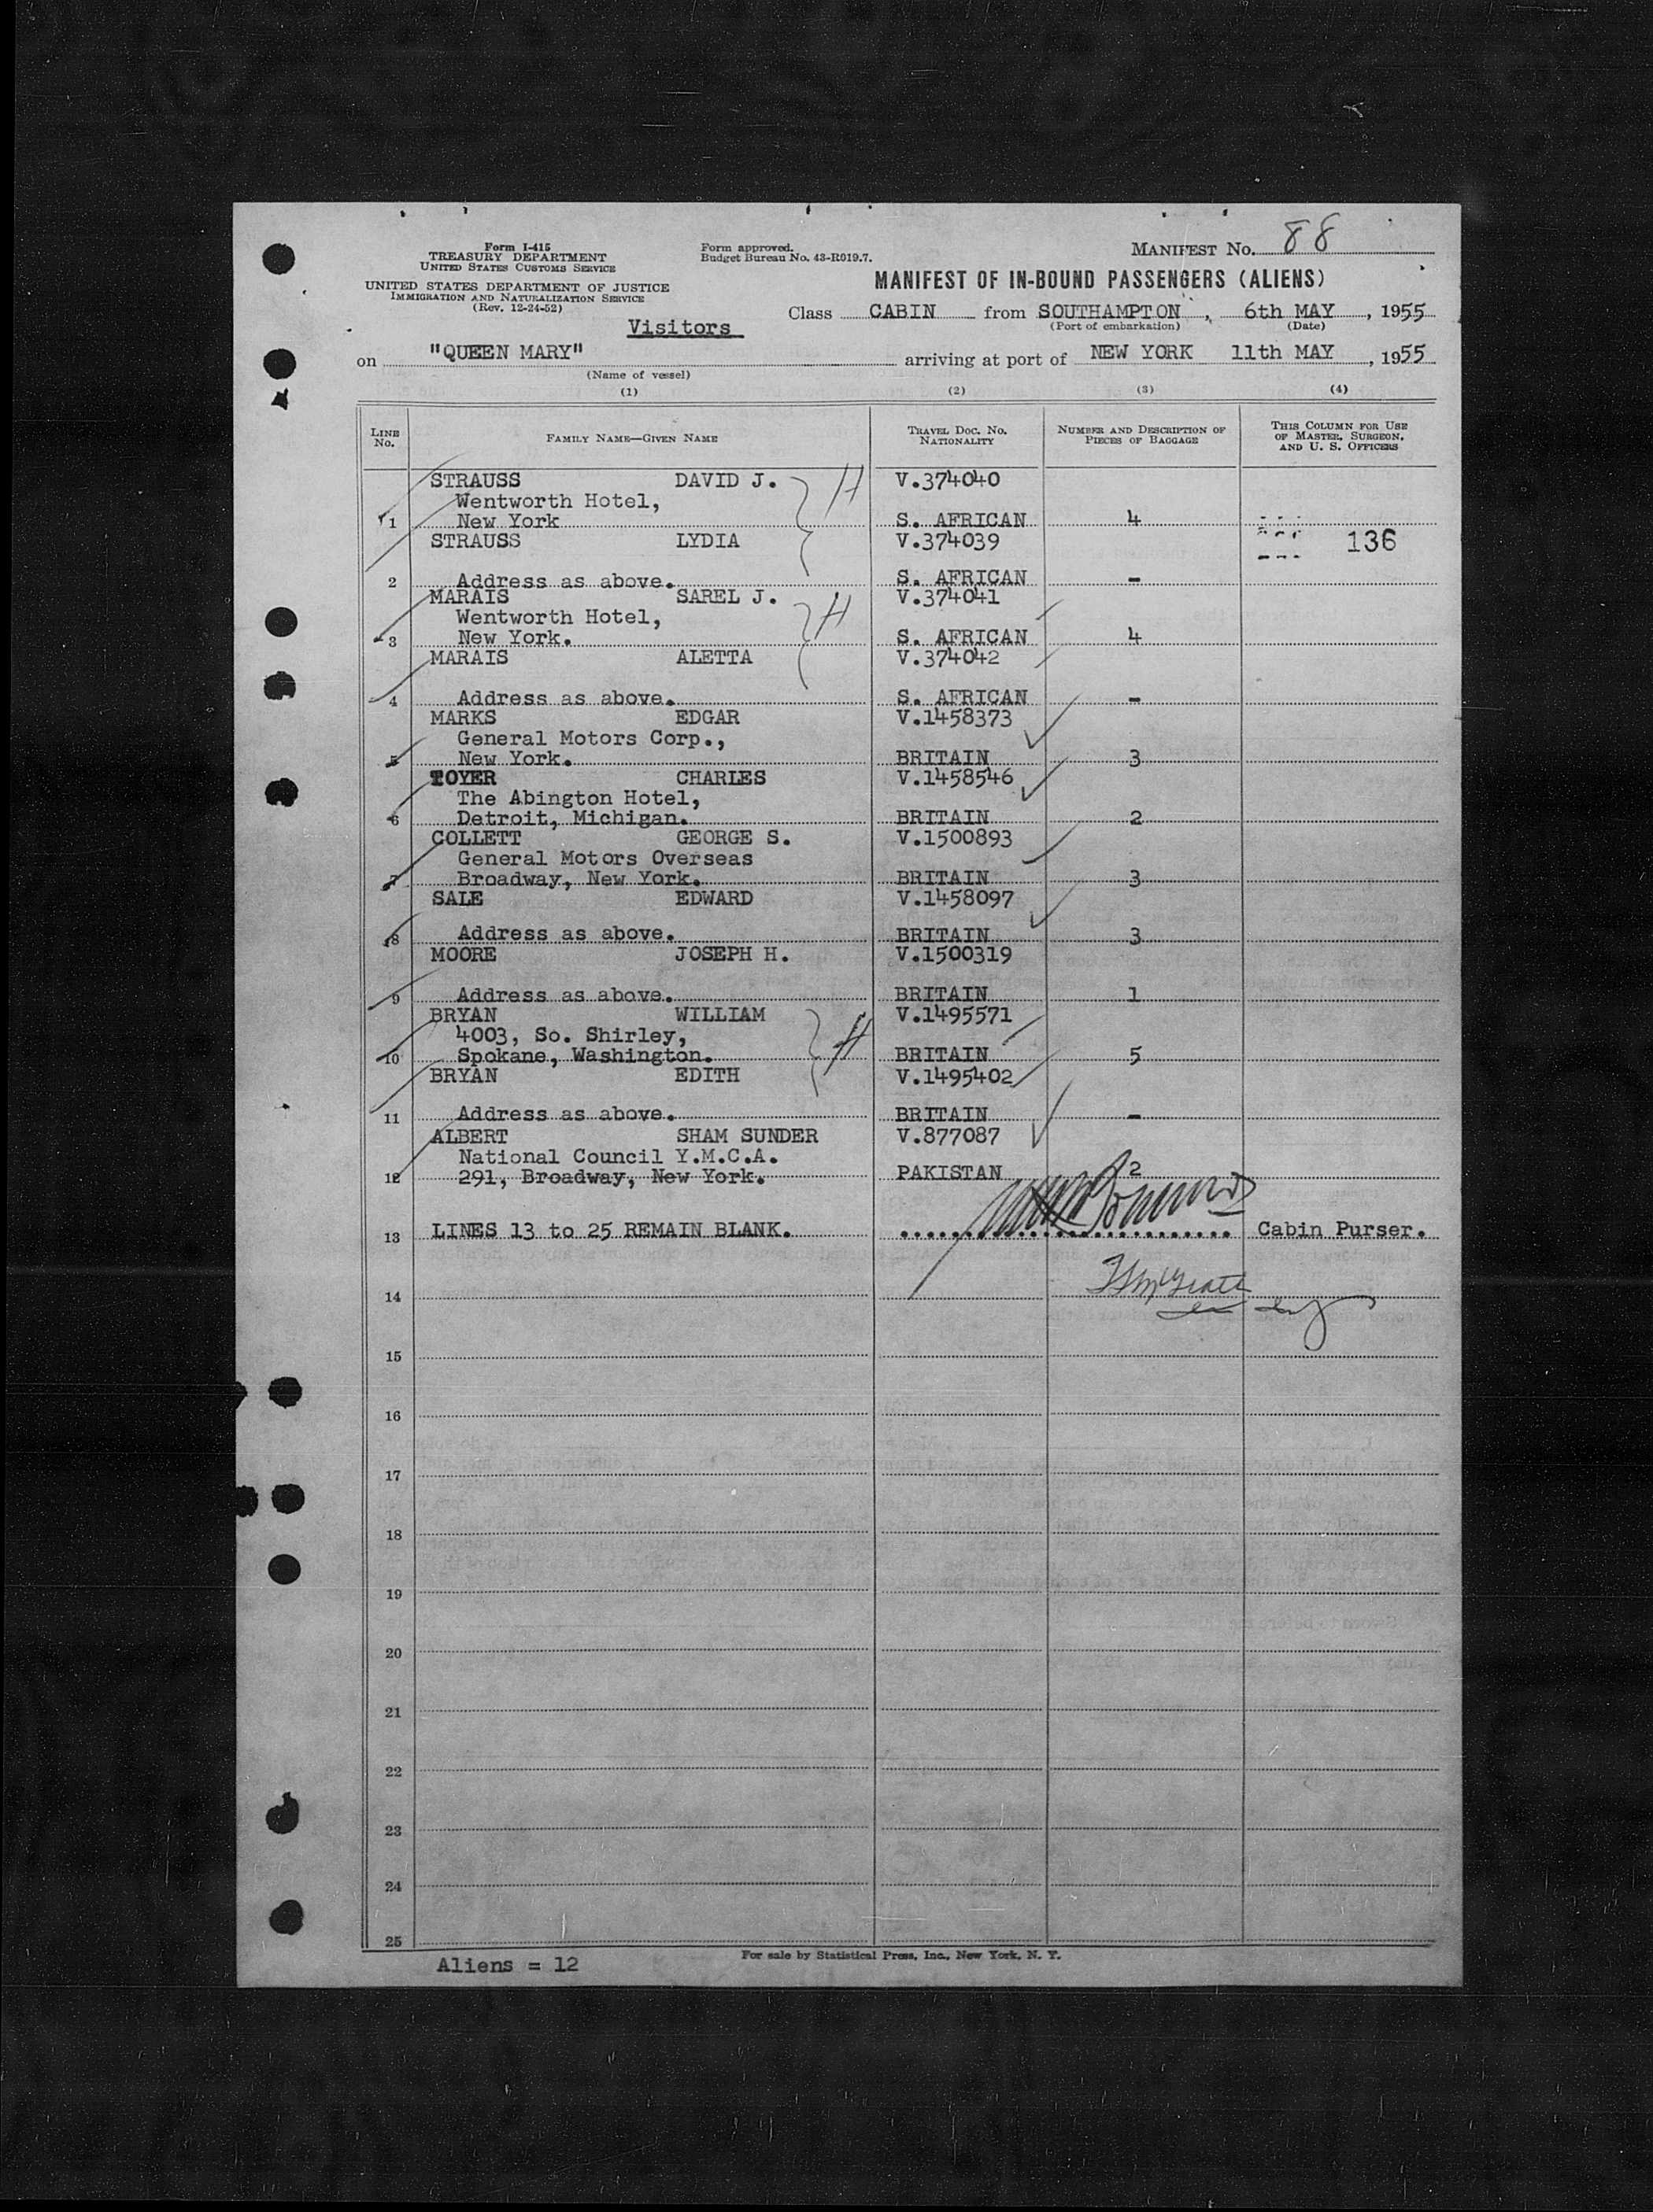 Form I-415
TREASURY DEPARTMENT
UNITED STATES CUSTOMS SERVICE
UNITED STATES DEPARTMENT OF JUSTICE
IMMIGRATION AND NATURALIZATION SERVICE
(Rev. 12-24-52)
Form approved.
Budget Bureau No. 43-R019.7.
MANIFEST No. 88
MANIFEST OF IN-BOUND PASSENGERS (ALIENS)
Visitors
Class CABIN from SOUTHAMPTON, 6th MAY, 1955
(Port of embarkation) (Date)
on "QUEEN MARY" arriving at port of NEW YORK 11th MAY, 1955
(Name of vessel)
(1) (2) (3) (4)
LINE No. FAMILY NAME—GIVEN NAME TRAVEL DOC. No. NATIONALITY NUMBER AND DESCRIPTION OF PIECES OF BAGGAGE THIS COLUMN FOR USE OF MASTER, SURGEON, AND U. S. OFFICERS
STRAUSS DAVID J. H V.374040
Wentworth Hotel,
1 New York S. AFRICAN 4
STRAUSS LYDIA V.374039 136
2 Address as above. S. AFRICAN -
MARAIS SAREL J. H V.374041
Wentworth Hotel,
3 New York. S. AFRICAN 4
MARAIS ALETTA V.374042
4 Address as above. S. AFRICAN -
MARKS EDGAR V.1458373
General Motors Corp.,
5 New York. BRITAIN 3
TOYER CHARLES V.1458546
The Abington Hotel,
6 Detroit, Michigan. BRITAIN 2
COLLETT GEORGE S. V.1500893
General Motors Overseas
7 Broadway, New York. BRITAIN 3
SALE EDWARD V.1458097
8 Address as above. BRITAIN 3
MOORE JOSEPH H. V.1500319
9 Address as above. BRITAIN 1
BRYAN WILLIAM H V.1495571
4003, So. Shirley,
10 Spokane, Washington. BRITAIN 5
BRYAN EDITH V.1495402
11 Address as above. BRITAIN -
ALBERT SHAM SUNDER V.877087
National Council Y.M.C.A.
12 291, Broadway, New York. PAKISTAN 2
13 LINES 13 to 25 REMAIN BLANK. Cabin Purser.
14
15
16
17
18
19
20
21
22
23
24
25
Aliens = 12
For sale by Statistical Press, Inc., New York, N. Y.